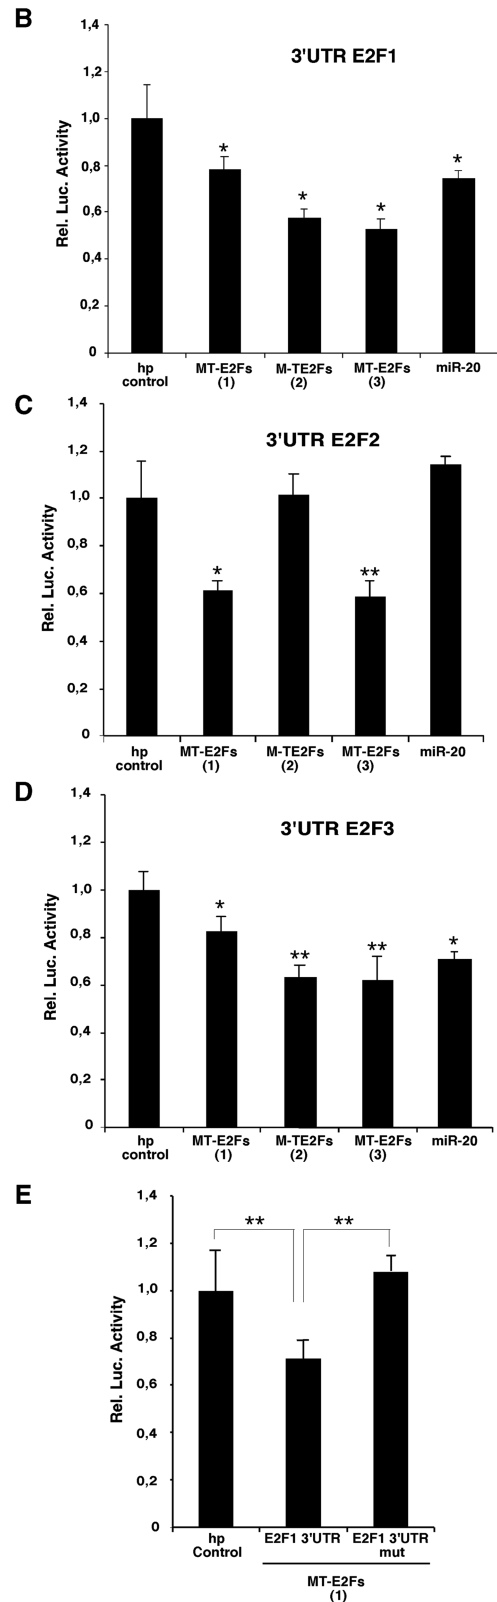 B
3'UTR E2F1
Rel. Luc. Activity
1,4
1,2
1,0
0,8
0,6
0,4
0,2
0
*
*
*
*
hp control
MT-E2Fs (1)
M-TE2Fs (2)
MT-E2Fs (3)
miR-20
C
3'UTR E2F2
Rel. Luc. Activity
1,4
1,2
1,0
0,8
0,6
0,4
0,2
0
*
**
hp control
MT-E2Fs (1)
M-TE2Fs (2)
MT-E2Fs (3)
miR-20
D
3'UTR E2F3
Rel. Luc. Activity
1,4
1,2
1,0
0,8
0,6
0,4
0,2
0
*
**
**
*
hp control
MT-E2Fs (1)
M-TE2Fs (2)
MT-E2Fs (3)
miR-20
E
Rel. Luc. Activity
1,4
1,2
1,0
0,8
0,6
0,4
0,2
0
**
**
hp Control
E2F1 3'UTR
E2F1 3'UTR mut
MT-E2Fs
(1)